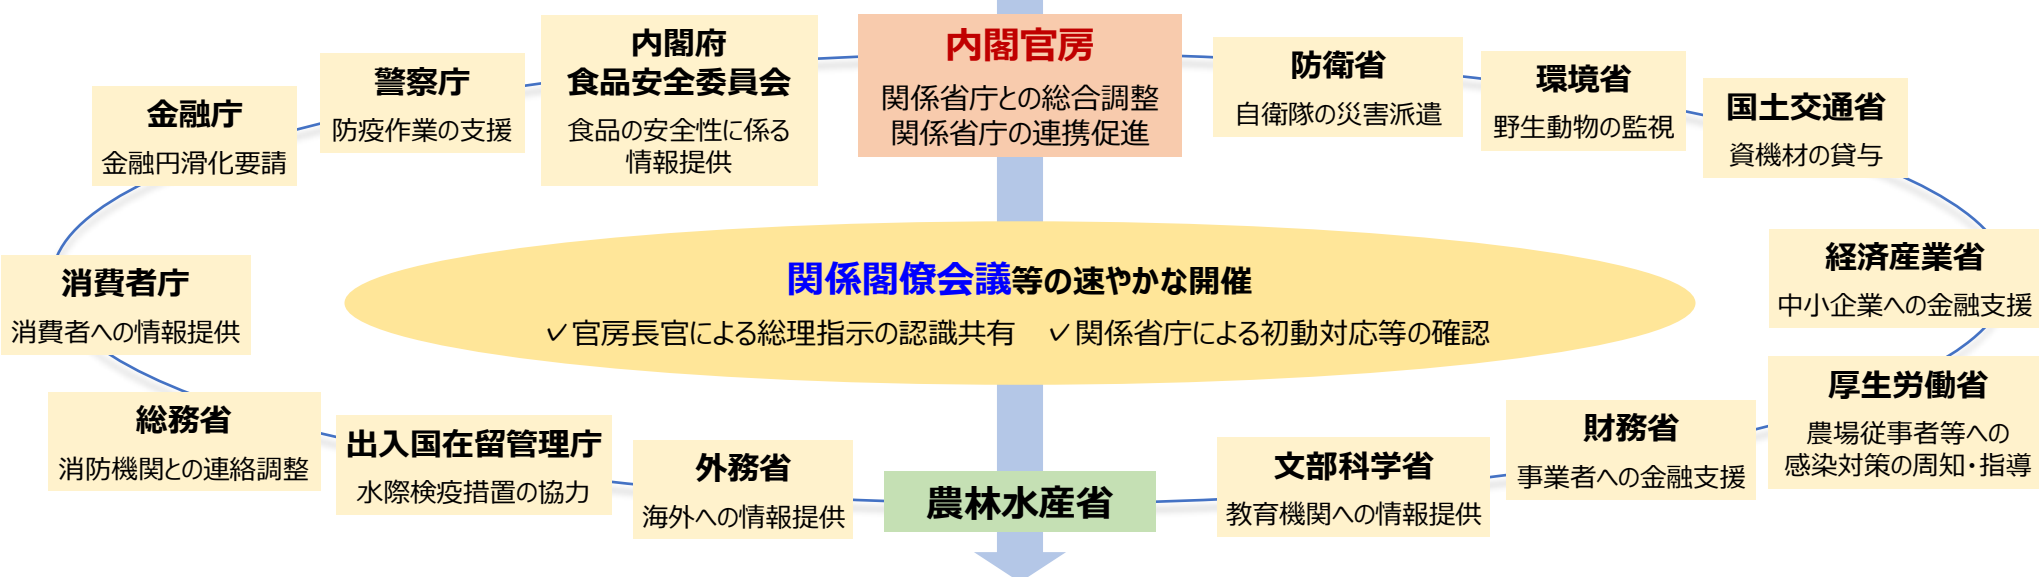 内閣官房
関係省庁との総合調整
関係省庁の連携促進
内閣府
食品安全委員会
食品の安全性に係る
情報提供
警察庁
防疫作業の支援
金融庁
金融円滑化要請
防衛省
自衛隊の災害派遣
環境省
野生動物の監視
国土交通省
資機材の貸与
関係閣僚会議等の速やかな開催
✓官房長官による総理指示の認識共有 ✓関係省庁による初動対応等の確認
消費者庁
消費者への情報提供
経済産業省
中小企業への金融支援
総務省
消防機関との連絡調整
出入国在留管理庁
水際検疫措置の協力
外務省
海外への情報提供
農林水産省
文部科学省
教育機関への情報提供
財務省
事業者への金融支援
厚生労働省
農場従事者等への
感染対策の周知・指導